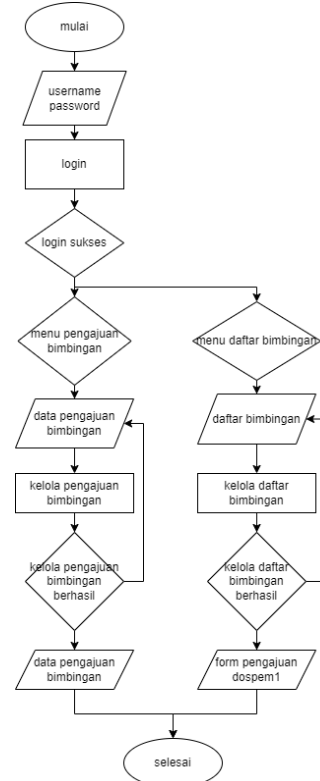 mulai
username
password
login
login sukses
menu pengajuan
bimbingan
menu daftar bimbingan
data pengajuan
bimbingan
daftar bimbingan
kelola pengajuan
bimbingan
kelola daftar
bimbingan
kelola pengajuan
bimbingan
berhasil
kelola daftar
bimbingan
berhasil
data pengajuan
bimbingan
form pengajuan
dospem1
selesai